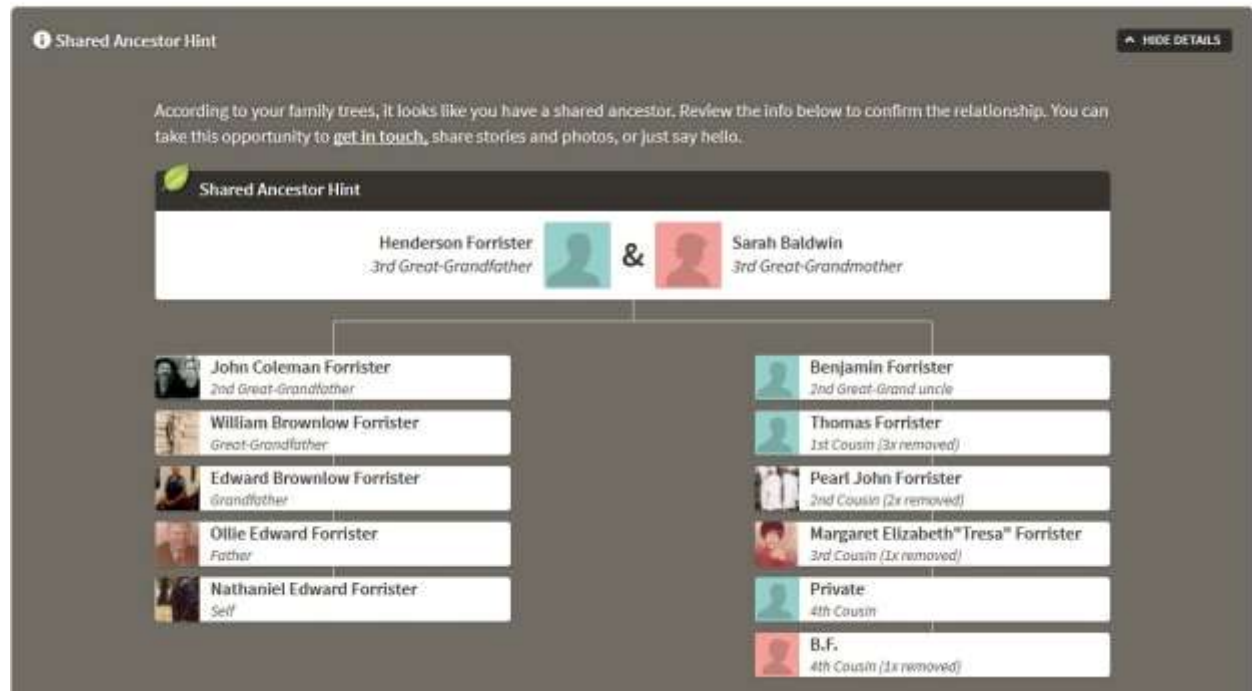 Shared Ancestor Hint
HIDE DETAILS
According to your family trees, it looks like you have a shared ancestor. Review the info below to confirm the relationship. You can
take this opportunity to get in touch, share stories and photos, or just say hello.
Shared Ancestor Hint
Henderson Forrister
3rd Great-Grandfather
&
Sarah Baldwin
3rd Great-Grandmother
John Coleman Forrister
2nd Great-Grandfather
William Brownlow Forrister
Great-Grandfather
Edward Brownlow Forrister
Grandfather
Ollie Edward Forrister
Father
Nathaniel Edward Forrister
Self
Benjamin Forrister
2nd Great-Grand uncle
Thomas Forrister
1st Cousin (3x removed)
Pearl John Forrister
2nd Cousin (2x removed)
Margaret Elizabeth"Tresa" Forrister
3rd Cousin (1x removed)
Private
4th Cousin
B.F.
4th Cousin (1x removed)